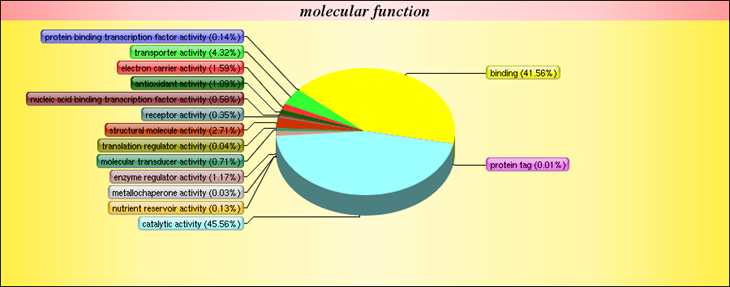 molecular function
protein binding transcription factor activity (0.14%)
transporter activity (4.32%)
electron carrier activity (1.59%)
antioxidant activity (1.09%)
nucleic acid binding transcription factor activity (0.58%)
receptor activity (0.35%)
structural molecule activity (2.71%)
translation regulator activity (0.04%)
molecular transducer activity (0.71%)
enzyme regulator activity (1.17%)
metallochaperone activity (0.03%)
nutrient reservoir activity (0.13%)
catalytic activity (45.56%)
binding (41.56%)
protein tag (0.01%)